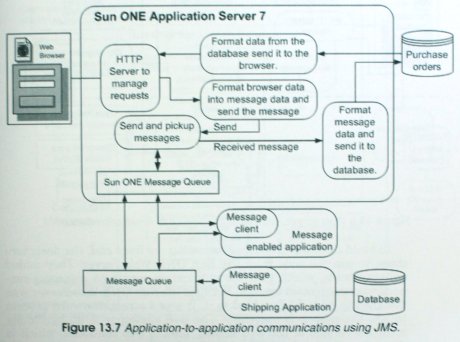 Sun ONE Application Server 7
Web
Browser
HTTP
Server to
manage
requests
Format data from the
database send it to the
browser.
Purchase
orders
Format browser data
into message data and
send the message
Send
Send and pickup
messages
Received message
Format
message
data and
send it to
the
database.
Sun ONE Message Queue
Message
client
Message
enabled application
Message Queue
Message
client
Shipping Application
Database
Figure 13.7 Application-to-application communications using JMS.